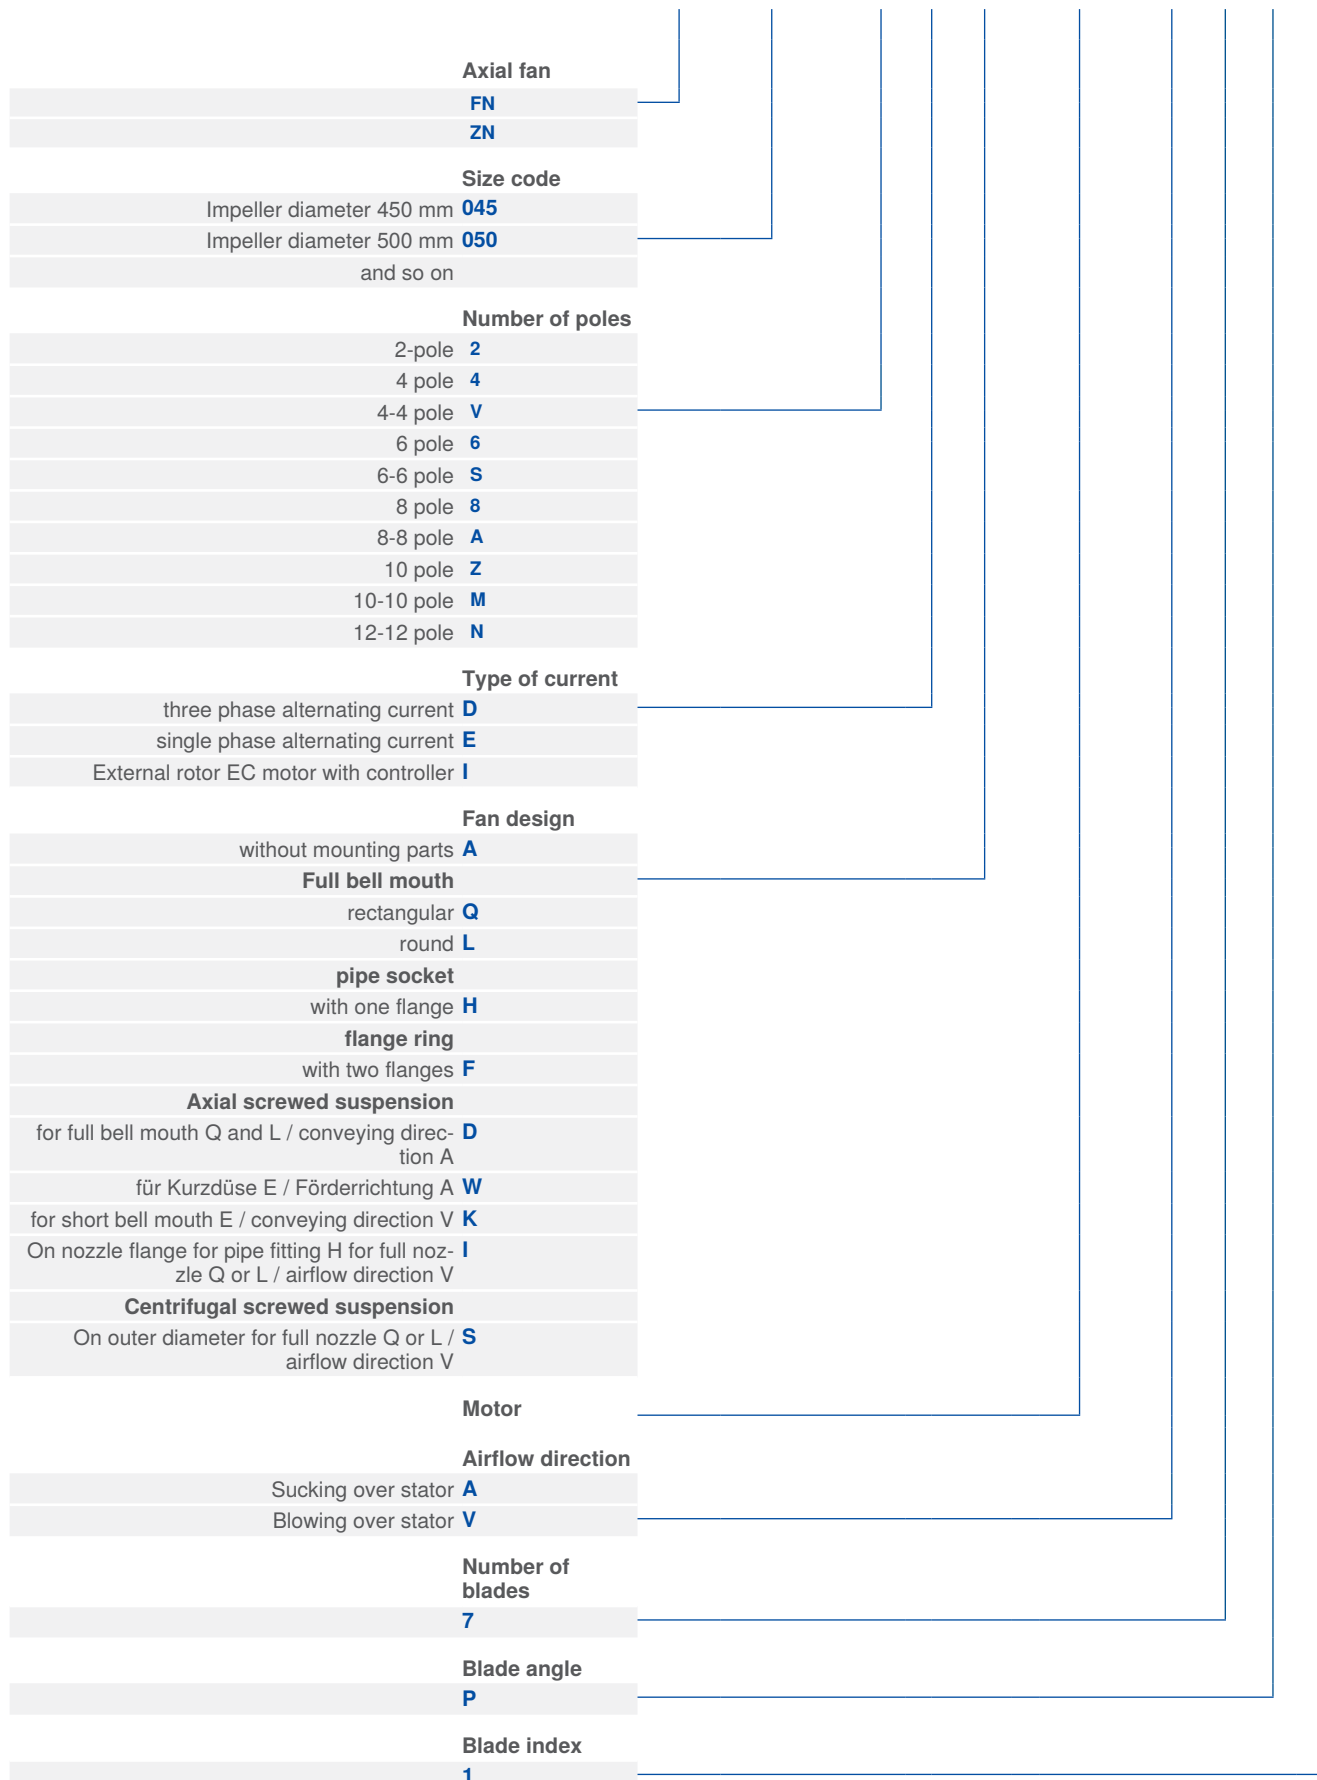 Axial fan
FN
ZN
Size code
Impeller diameter 450 mm 045
Impeller diameter 500 mm 050
and so on
Number of poles
2-pole 2
4 pole 4
4-4 pole V
6 pole 6
6-6 pole S
8 pole 8
8-8 pole A
10 pole Z
10-10 pole M
12-12 pole N
Type of current
three phase alternating current D
single phase alternating current E
External rotor EC motor with controller I
Fan design
without mounting parts A
Full bell mouth
rectangular Q
round L
pipe socket
with one flange H
flange ring
with two flanges F
Axial screwed suspension
for full bell mouth Q and L / conveying direc- D
tion A
für Kurzdüse E / Förderrichtung A W
for short bell mouth E / conveying direction V K
On nozzle flange for pipe fitting H for full noz- I
zle Q or L / airflow direction V
Centrifugal screwed suspension
On outer diameter for full nozzle Q or L / S
airflow direction V
Motor
Airflow direction
Sucking over stator A
Blowing over stator V
Number of
blades
7
Blade angle
P
Blade index
1